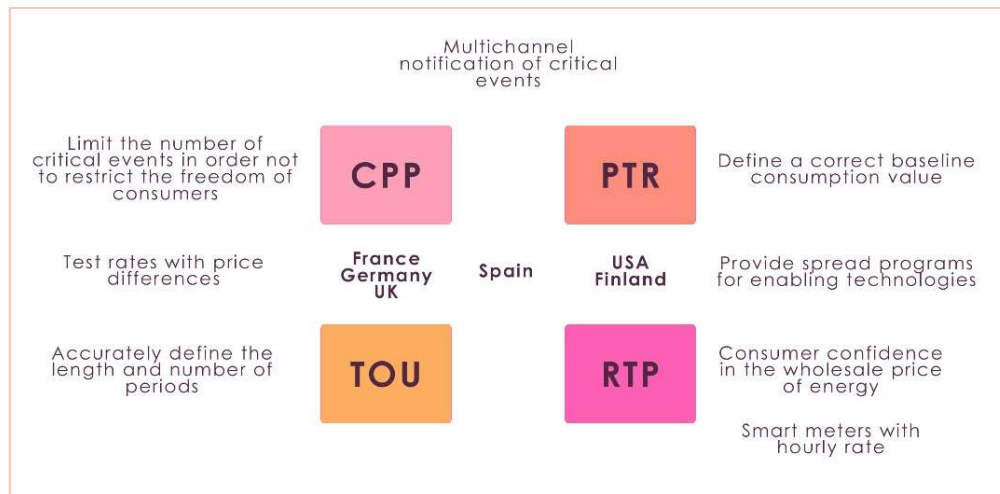 Multichannel
notification of critical
events
Limit the number of
critical events in order not
to restrict the freedom of
consumers
CPP
PTR
Define a correct baseline
consumption value
Test rates with price
differences
France
Germany
UK
Spain
USA
Finland
Provide spread programs
for enabling technologies
Accurately define the
length and number of
periods
TOU
RTP
Consumer confidence
in the wholesale price
of energy
Smart meters with
hourly rate